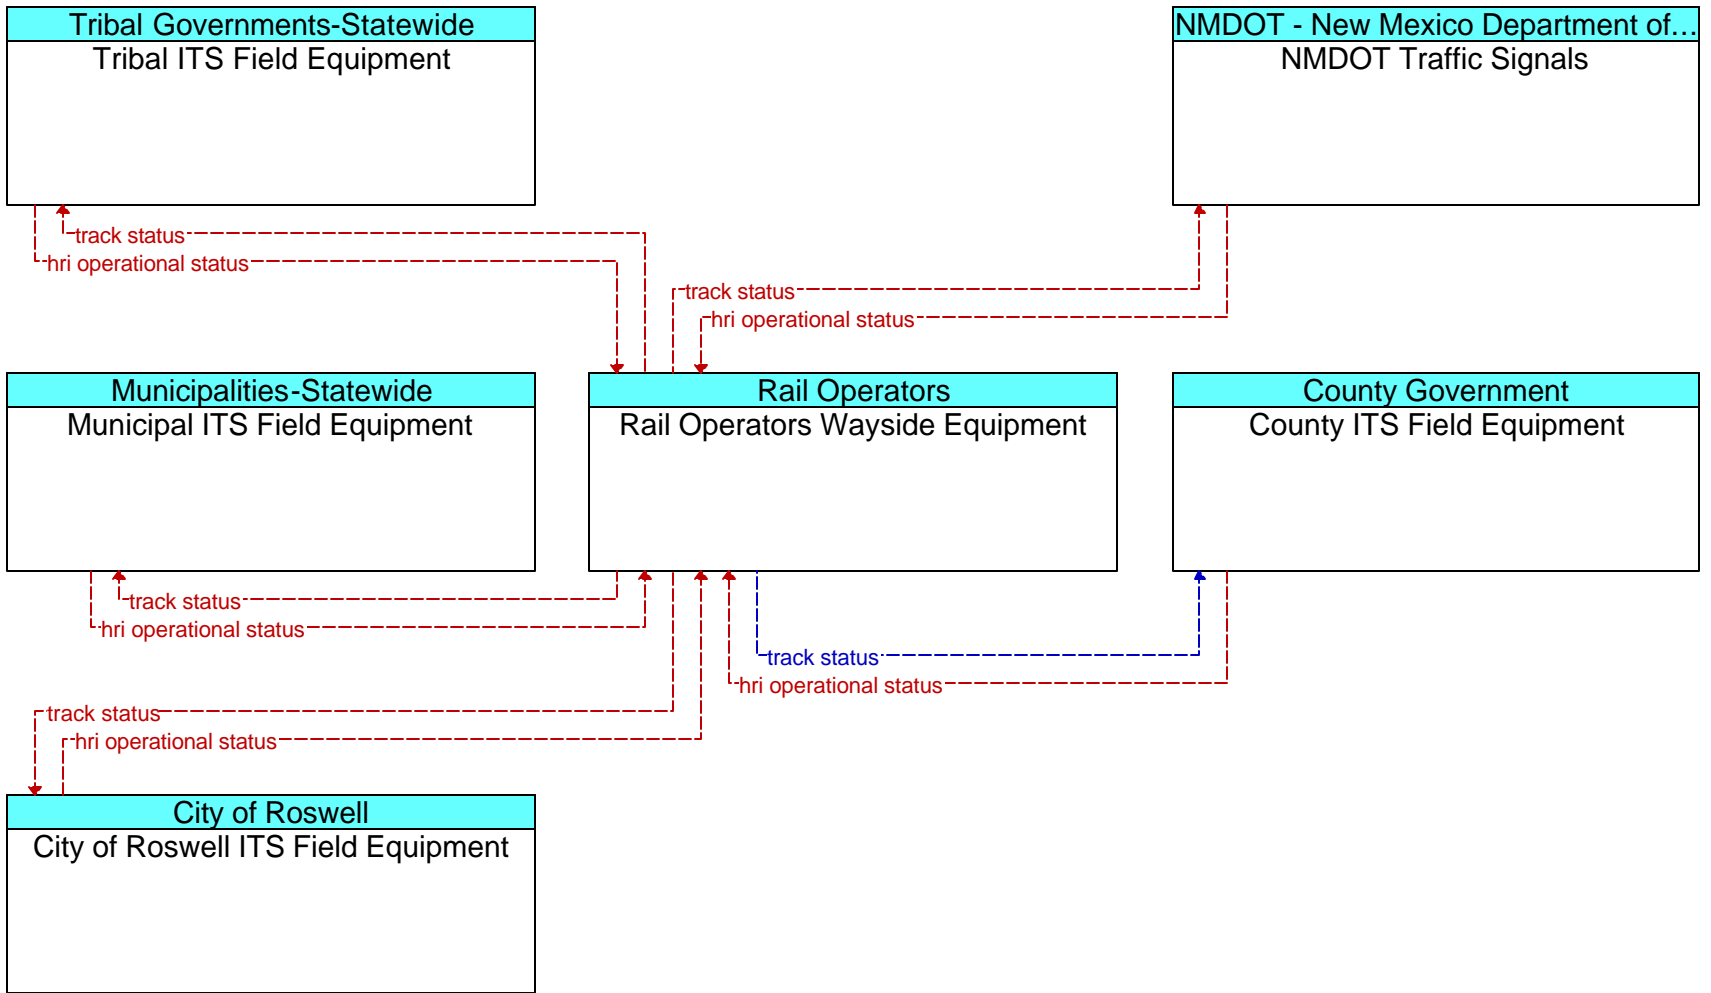 Tribal Governments-Statewide
Tribal ITS Field Equipment
NMDOT - New Mexico Department of...
NMDOT Traffic Signals
track status
hri operational status
track status
hri operational status
Municipalities-Statewide
Municipal ITS Field Equipment
Rail Operators
Rail Operators Wayside Equipment
County Government
County ITS Field Equipment
track status
hri operational status
track status
hri operational status
track status
hri operational status
City of Roswell
City of Roswell ITS Field Equipment